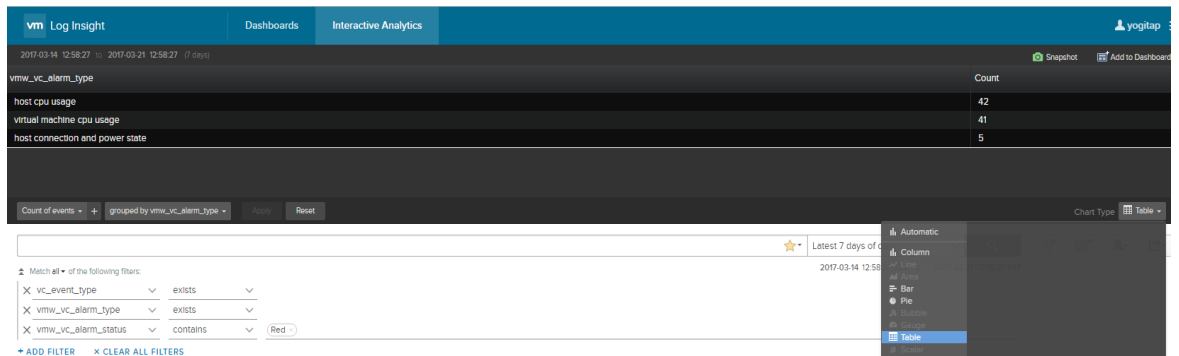 vm Log Insight Dashboards Interactive Analytics yogitap
2017-03-14 12:58:27 to 2017-03-21 12:58:27 (7 days) Snapshot Add to Dashboard
vmw_vc_alarm_type Count
host cpu usage 42
virtual machine cpu usage 41
host connection and power state 5
Count of events + grouped by vmw_vc_alarm_type Apply Reset Chart Type Table
Automatic
Latest 7 days of
Column
Match all of the following filters: 2017-03-14 12:58
Line
Area
vc_event_type exists
Bar
Pie
vmw_vc_alarm_type exists
Bubble
Gauge
vmw_vc_alarm_status contains Red
Table
+ ADD FILTER × CLEAR ALL FILTERS
Scalar